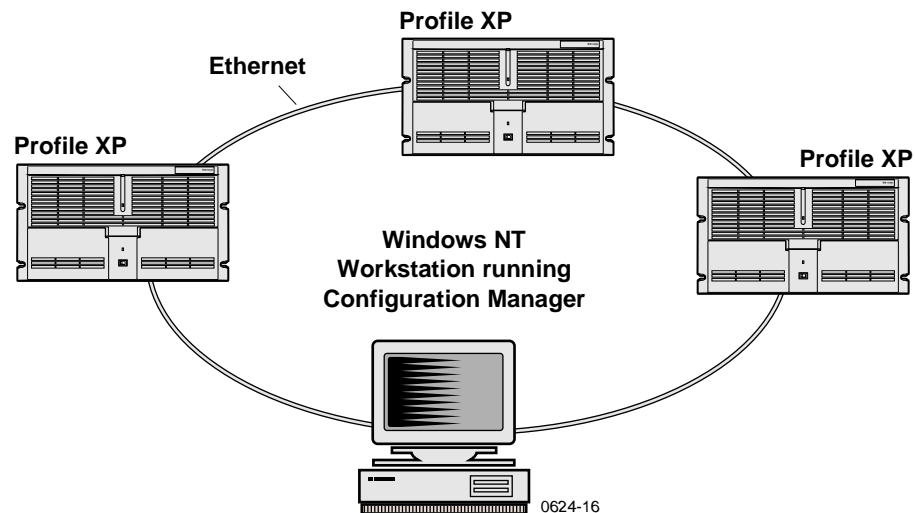 Profile XP
Ethernet
Profile XP
Profile XP
Windows NT
Workstation running
Configuration Manager
0624-16